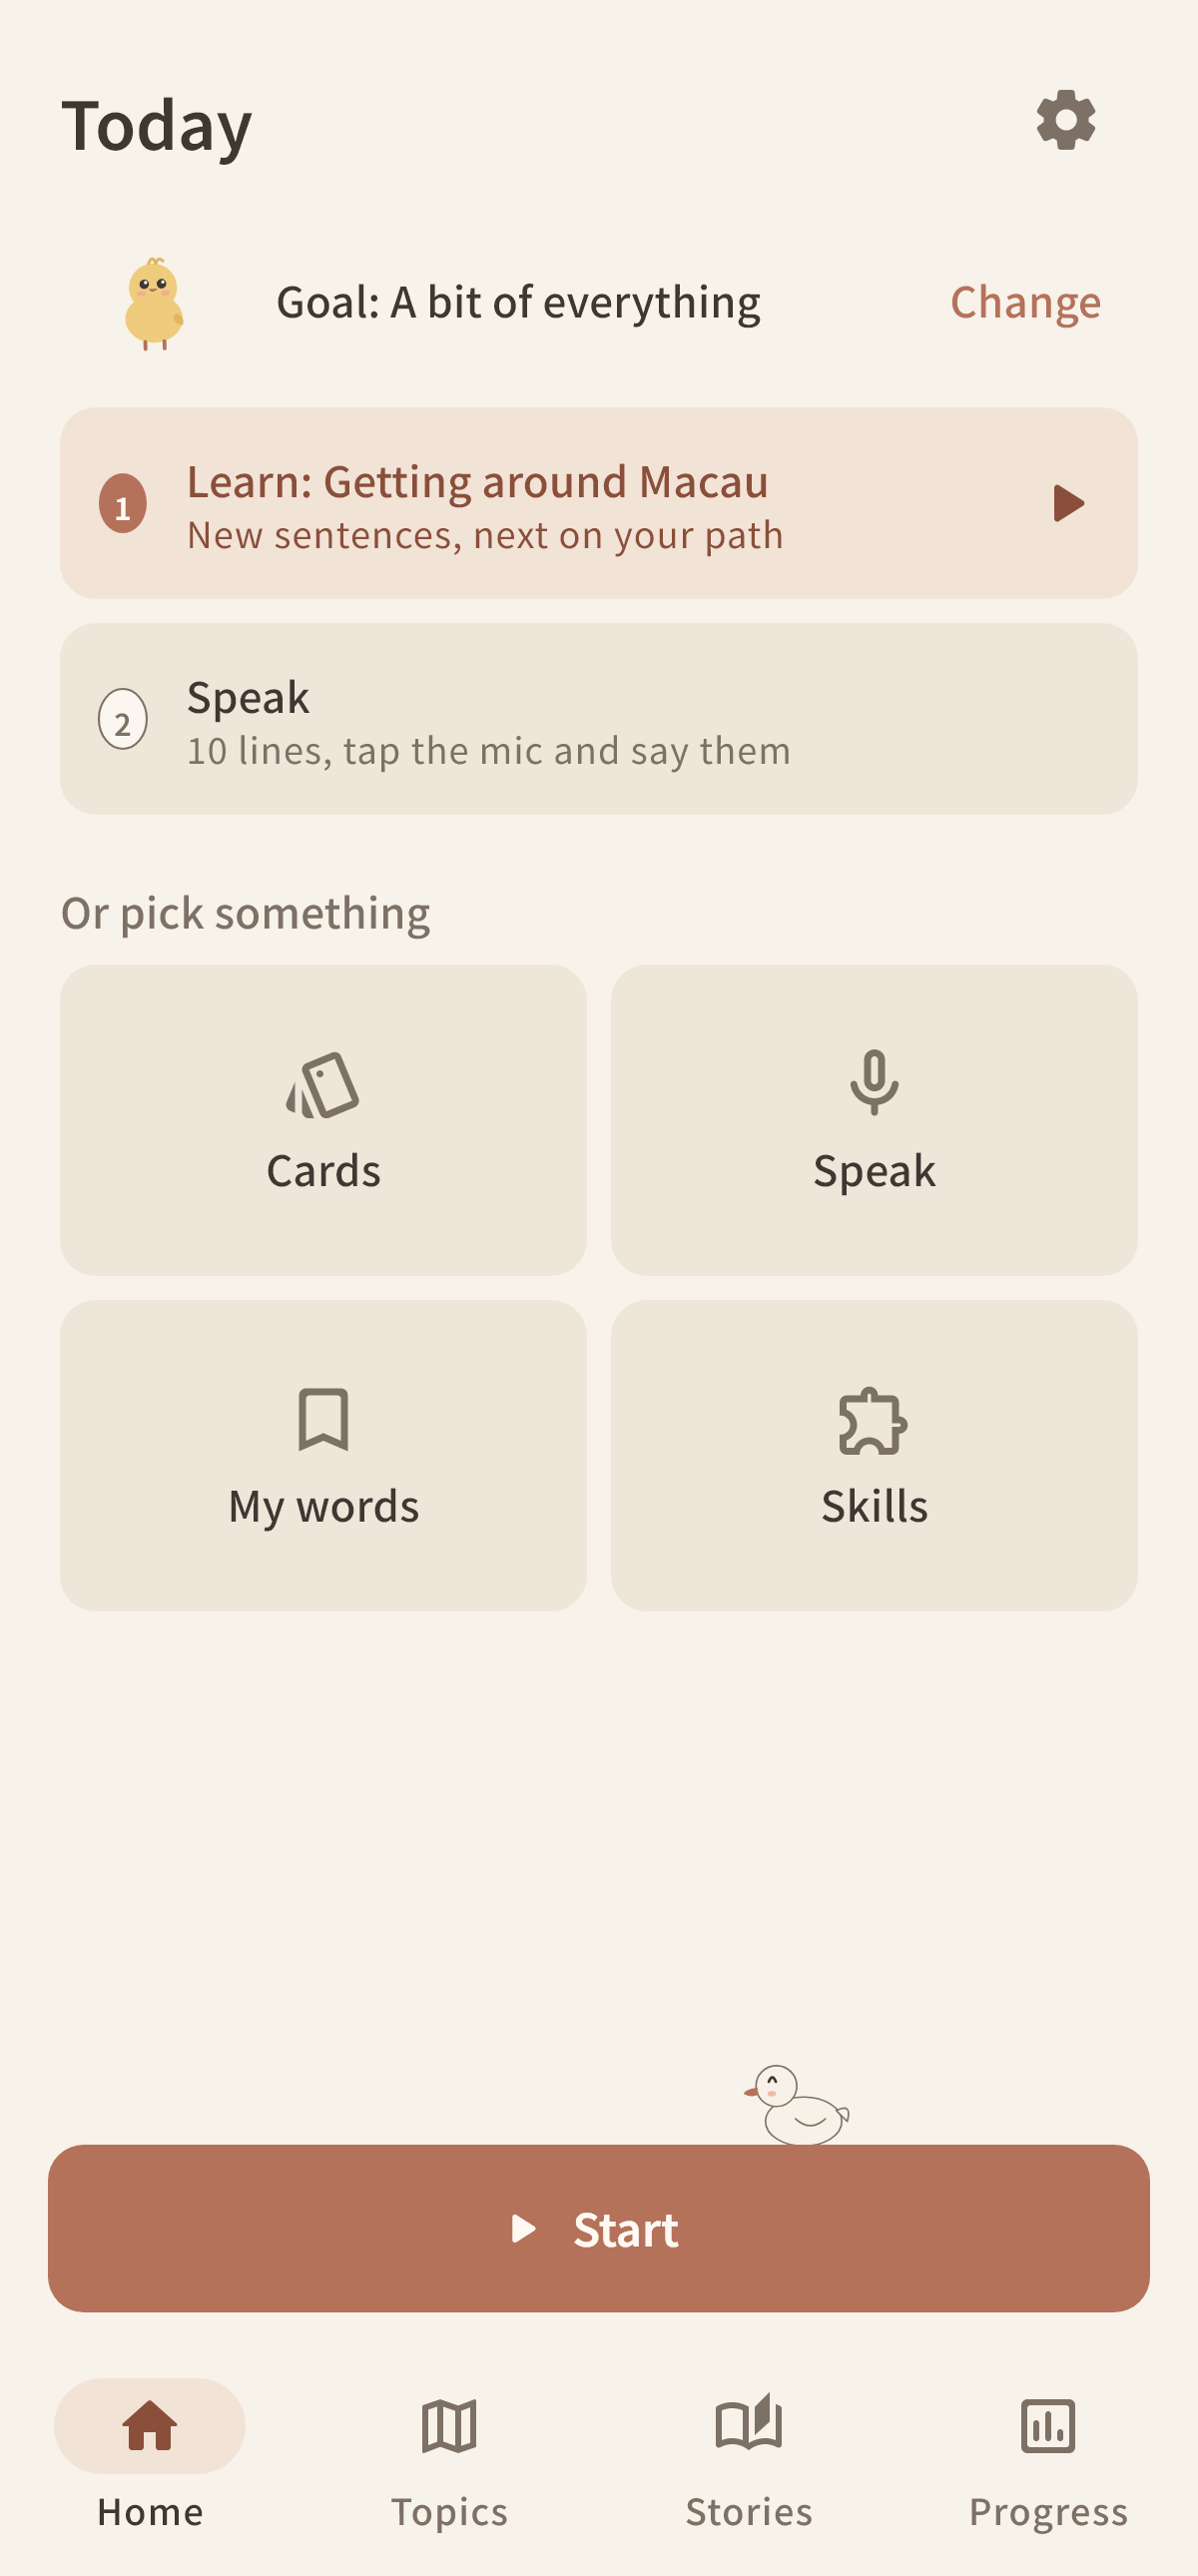 Today
Goal: A bit of everything
Change
1
Learn: Getting around Macau
New sentences, next on your path
2
Speak
10 lines, tap the mic and say them
Or pick something
Cards
Speak
My words
Skills
Start
Home
Topics
Stories
Progress